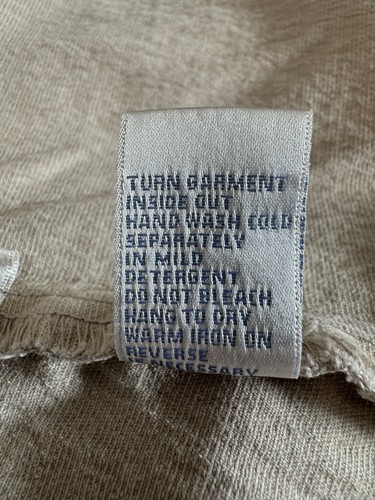 TURN GARMENT
INSIDE OUT
HAND WASH COLD
SEPARATELY
IN MILD
DETERGENT
DO NOT BLEACH
HANG TO DRY
WARM IRON ON
REVERSE
NECESSARY